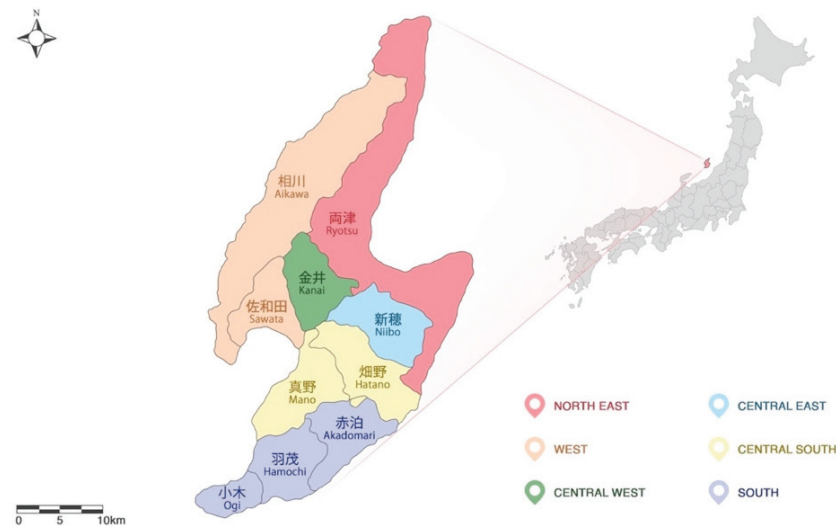 N
相川
Aikawa
両津
Ryotsu
金井
Kanai
佐和田
Sawata
新穂
Niibo
畑野
Hatano
真野
Mano
赤泊
Akadomari
羽茂
Hamochi
小木
Ogi
NORTH EAST
CENTRAL EAST
WEST
CENTRAL SOUTH
CENTRAL WEST
SOUTH
0 5 10km